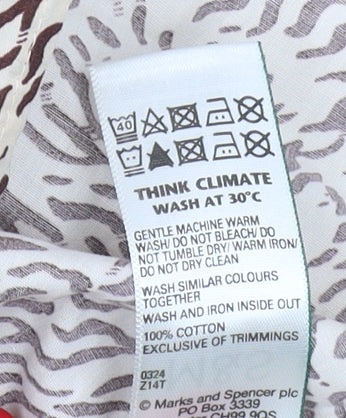 40
THINK CLIMATE
WASH AT 30°C
GENTLE MACHINE WARM
WASH/ DO NOT BLEACH/ DO
NOT TUMBLE DRY/ WARM IRON/
DO NOT DRY CLEAN
WASH SIMILAR COLOURS
TOGETHER
WASH AND IRON INSIDE OUT
100% COTTON
EXCLUSIVE OF TRIMMINGS
0324
Z14T
© Marks and Spencer plc
PO Box 3339
CH99 9QS